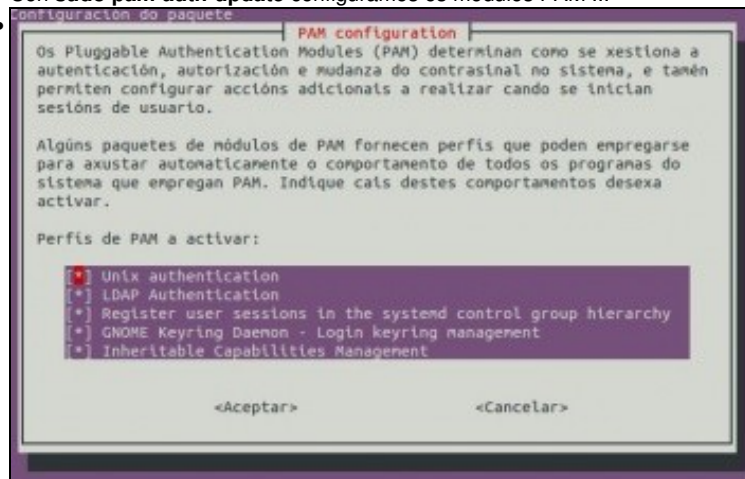 Con sudo pam-auth-update configuramos os módulos PAM ...
Configuración do paquete
PAM configuration
Os Pluggable Authentication Modules (PAM) determinan como se xestiona a
autenticación, autorización e mudanza do contrasinal no sistema, e tamén
permiten configurar accións adicionais a realizar cando se inician
sesións de usuario.
Algúns paquetes de módulos de PAM fornecen perfís que poden empregarse
para axustar automaticamente o comportamento de todos os programas do
sistema que empregan PAM. Indique cais destes comportamentos desexa
activar.
Perfís de PAM a activar:
[*] Unix authentication
[*] LDAP Authentication
[*] Register user sessions in the systemd control group hierarchy
[*] GNOME Keyring Daemon - Login keyring management
[*] Inheritable Capabilities Management
<Aceptar> <Cancelar>